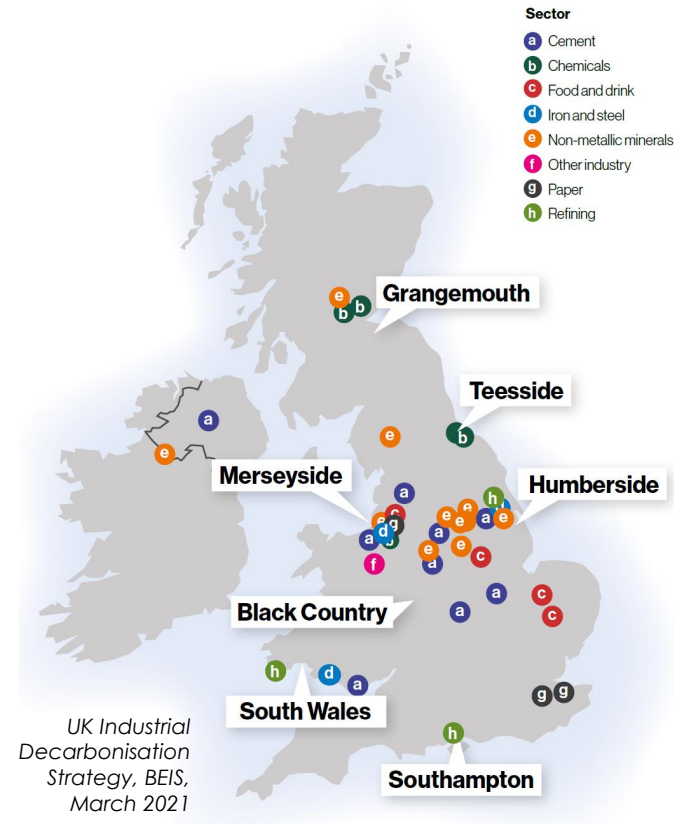 Sector
a Cement
b Chemicals
c Food and drink
d Iron and steel
e Non-metallic minerals
f Other industry
g Paper
h Refining
e
b
b
Grangemouth
Teesside
b
a
e
e
Merseyside
a
Humberside
h
c
e
g
d
a
b
f
e
e
e
a
e
a
e
e
a
c
Black Country
a
a
c
c
h
d
a
g
g
South Wales
h
Southampton
UK Industrial
Decarbonisation
Strategy, BEIS,
March 2021